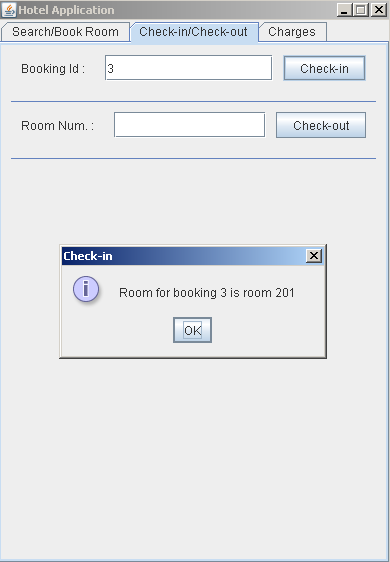 Hotel Application
Search/Book Room Check-in/Check-out Charges
Booking Id : 3 Check-in
Room Num. : Check-out
Check-in
i Room for booking 3 is room 201
OK